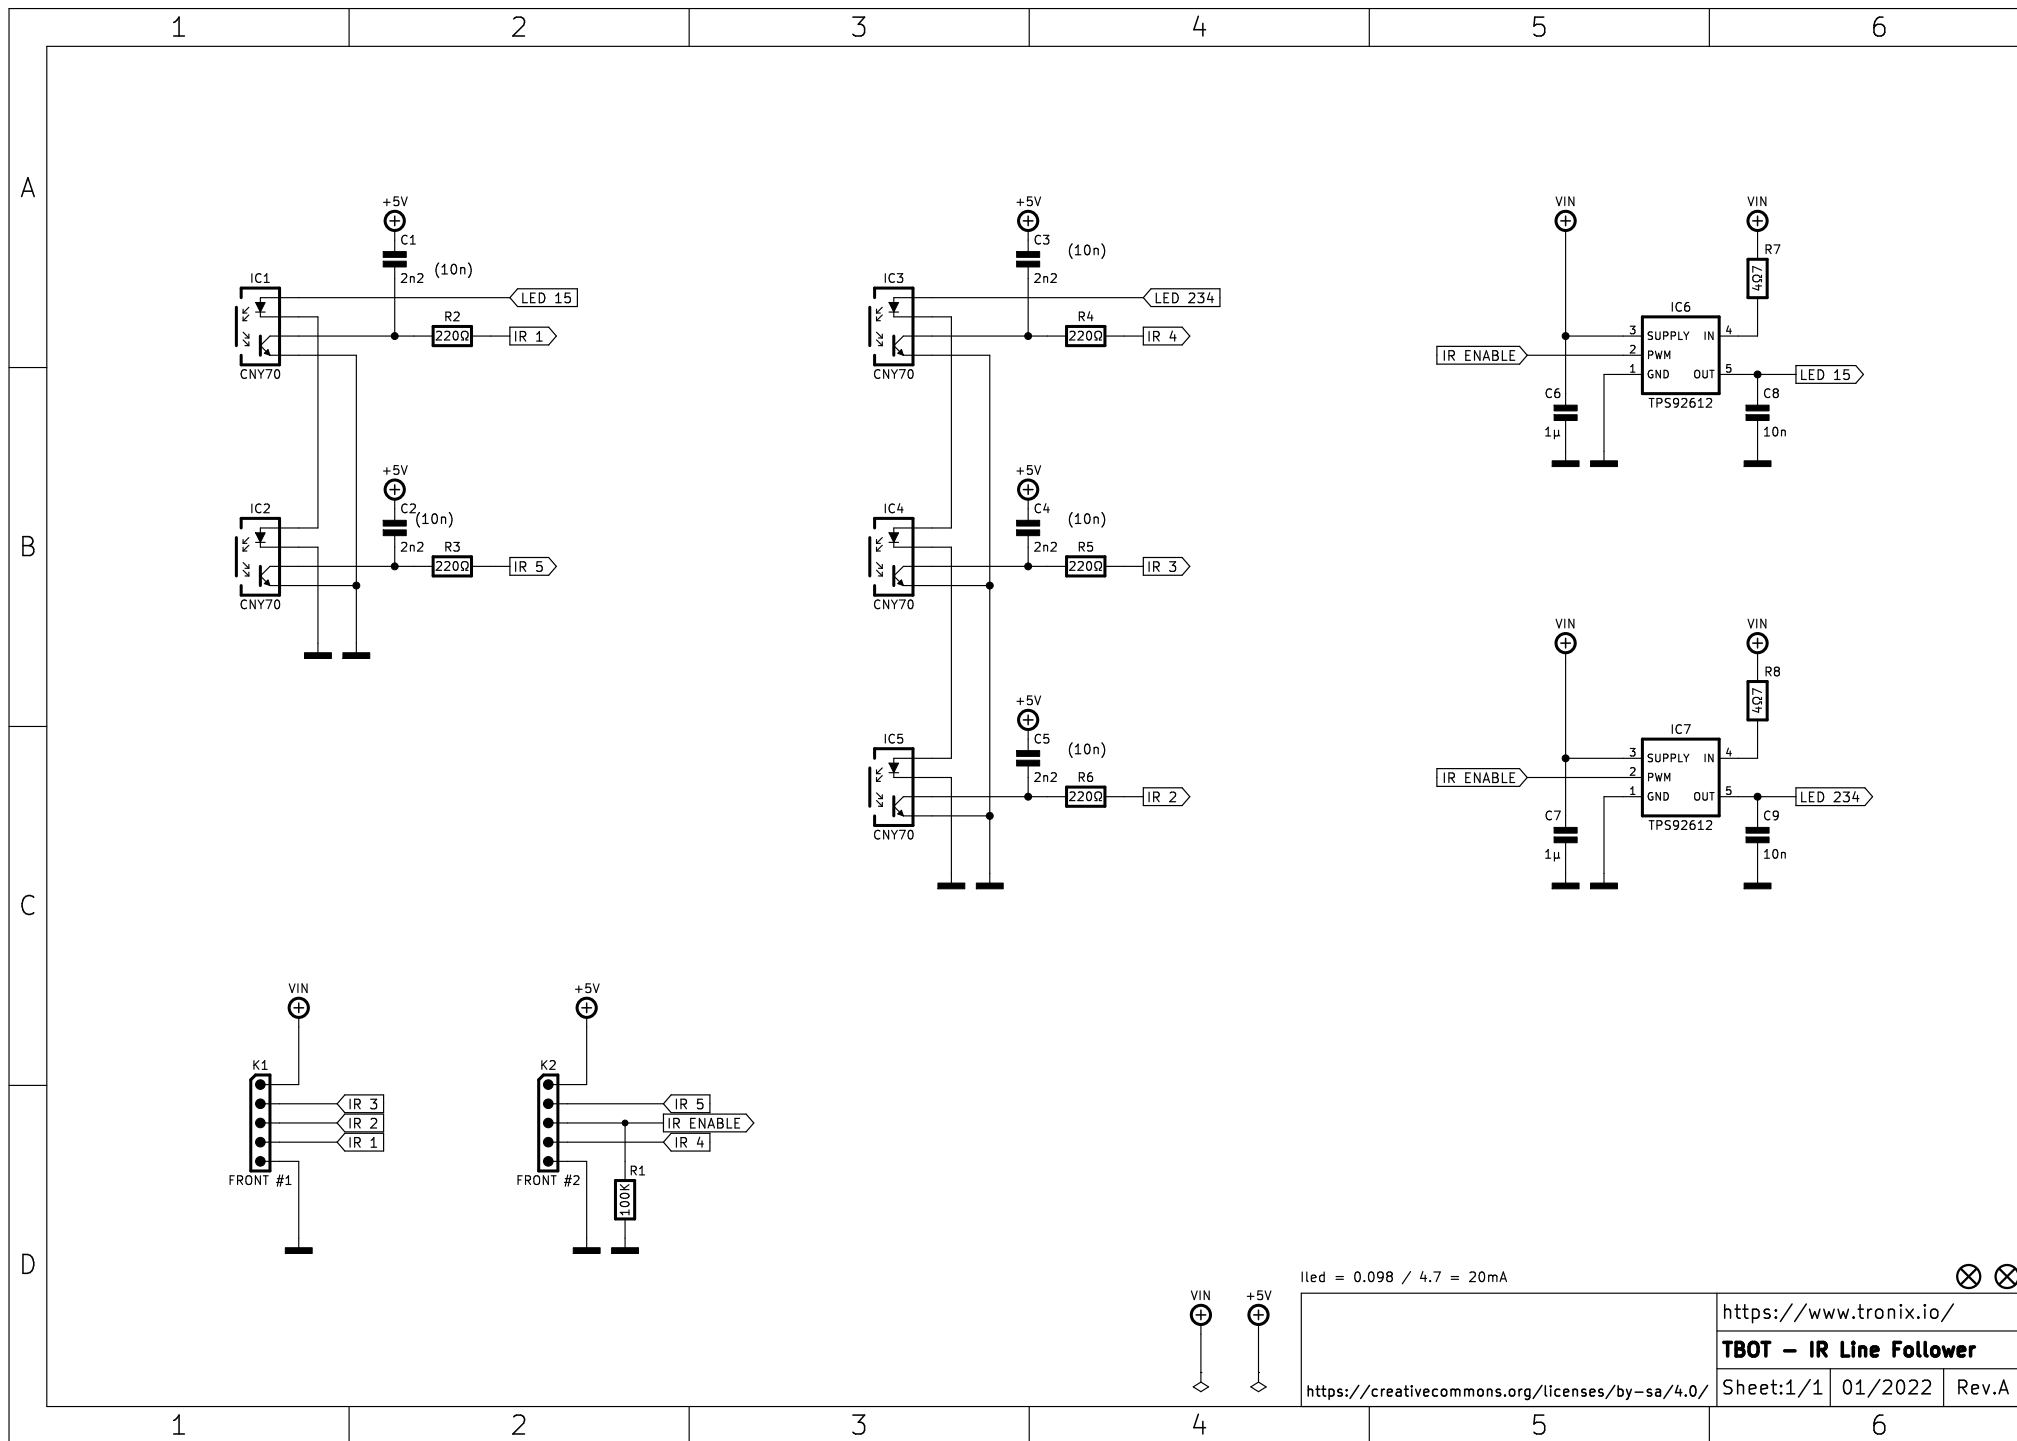 1 2 3 4 5 6
A
+5V +5V VIN VIN
C1 C3 R7
2n2 (10n) 2n2 (10n) 4Ω7
IC1 LED 15 IC3 LED 234
R2 R4 IC6
220Ω IR 1 220Ω IR 4
CNY70 CNY70
3 SUPPLY IN 4
IR ENABLE 2 PWM
1 GND OUT 5 LED 15
TPS92612
C6 C8
1µ 10n
B
+5V +5V
IC2 C2 (10n) IC4 C4 (10n)
2n2 R3 2n2 R5
220Ω IR 5 220Ω IR 3
CNY70 CNY70
VIN VIN
R8
4Ω7
+5V
IC5 C5 (10n)
2n2 R6
220Ω IR 2
CNY70
IC7
3 SUPPLY IN 4
IR ENABLE 2 PWM
1 GND OUT 5 LED 234
TPS92612
C7 C9
1µ 10n
C
VIN +5V
K1 K2
IR 3 IR 5
IR 2 IR ENABLE
IR 1 IR 4
FRONT #1 FRONT #2
R1
100K
D
Iled = 0.098 / 4.7 = 20mA
VIN +5V
https://www.tronix.io/
TBOT – IR Line Follower
https://creativecommons.org/licenses/by-sa/4.0/
Sheet:1/1 01/2022 Rev.A
1 2 3 4 5 6